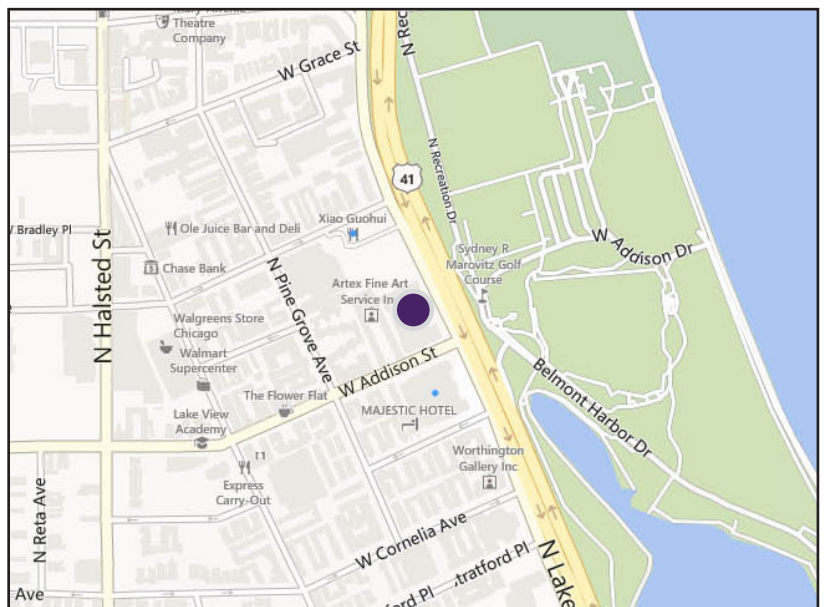 Theatre
Company
W Grace St
N Rec
41
N Recreation Dr
Bradley Pl
Ole Juice Bar and Deli
Xiao Guohui
W Addison Dr
Sydney R
Marovitz Golf
Course
N Halsted St
Chase Bank
N Pine Grove Ave
Artex Fine Art
Service In
Walgreens Store
Chicago
Walmart
Supercenter
W Addison St
The Flower Flat
Belmont Harbor Dr
Lake View
Academy
MAJESTIC HOTEL
Worthington
Gallery Inc
Express
Carry-Out
N Reta Ave
W Cornelia Ave
tratford Pl
N Lake
ford Pl
Ave